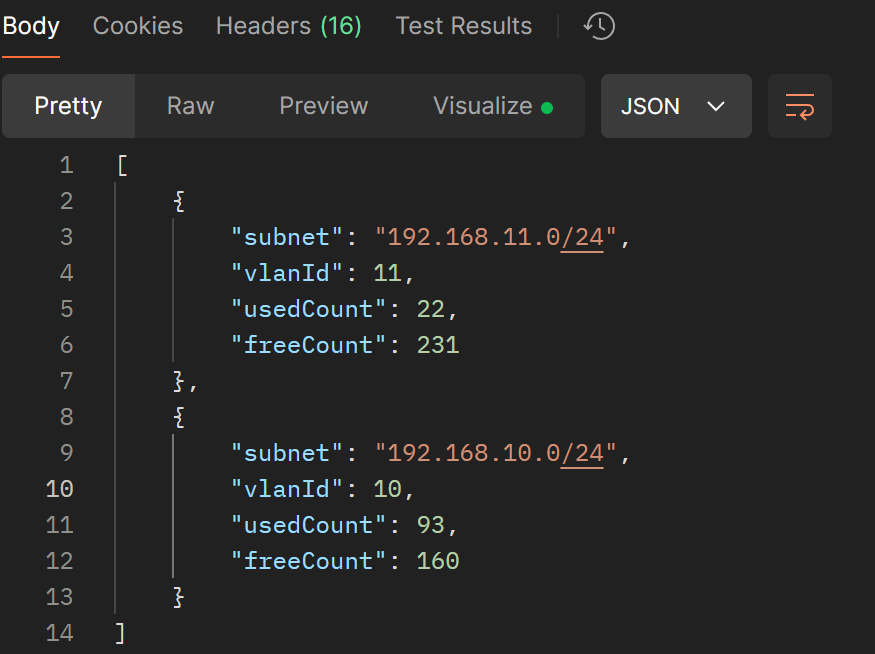 Body Cookies Headers (16) Test Results
Pretty Raw Preview Visualize JSON
1 [
2 {
3 "subnet": "192.168.11.0/24",
4 "vlanId": 11,
5 "usedCount": 22,
6 "freeCount": 231
7 },
8 {
9 "subnet": "192.168.10.0/24",
10 "vlanId": 10,
11 "usedCount": 93,
12 "freeCount": 160
13 }
14 ]